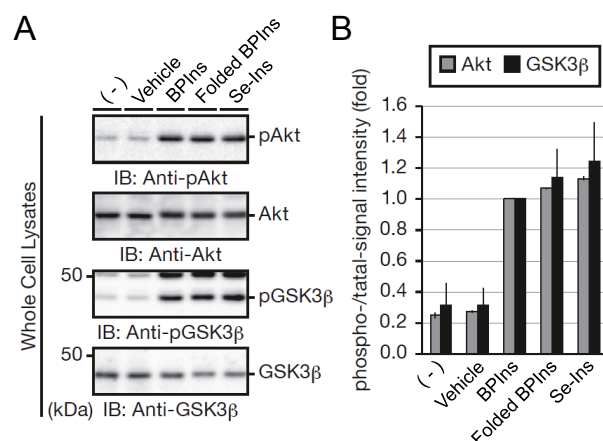 A
(-)
Vehicle
BPIns
Folded BPIns
Se-Ins
Whole Cell Lysates
pAkt
IB: Anti-pAkt
Akt
IB: Anti-Akt
50
pGSK3β
IB: Anti-pGSK3β
50
GSK3β
(kDa)
IB: Anti-GSK3β
B
Akt
GSK3β
phospho-/tatal-signal intensity (fold)
1.6
1.4
1.2
1.0
0.8
0.6
0.4
0.2
0.0
(-)
Vehicle
BPIns
Folded BPIns
Se-Ins